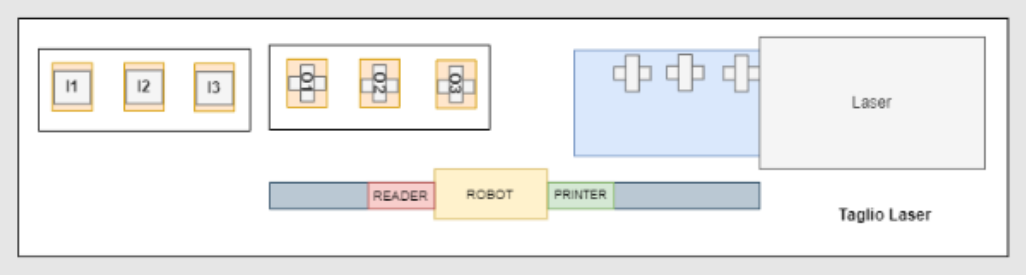 I1
I2
I3
O1
O2
O3
Laser
READER
ROBOT
PRINTER
Taglio Laser